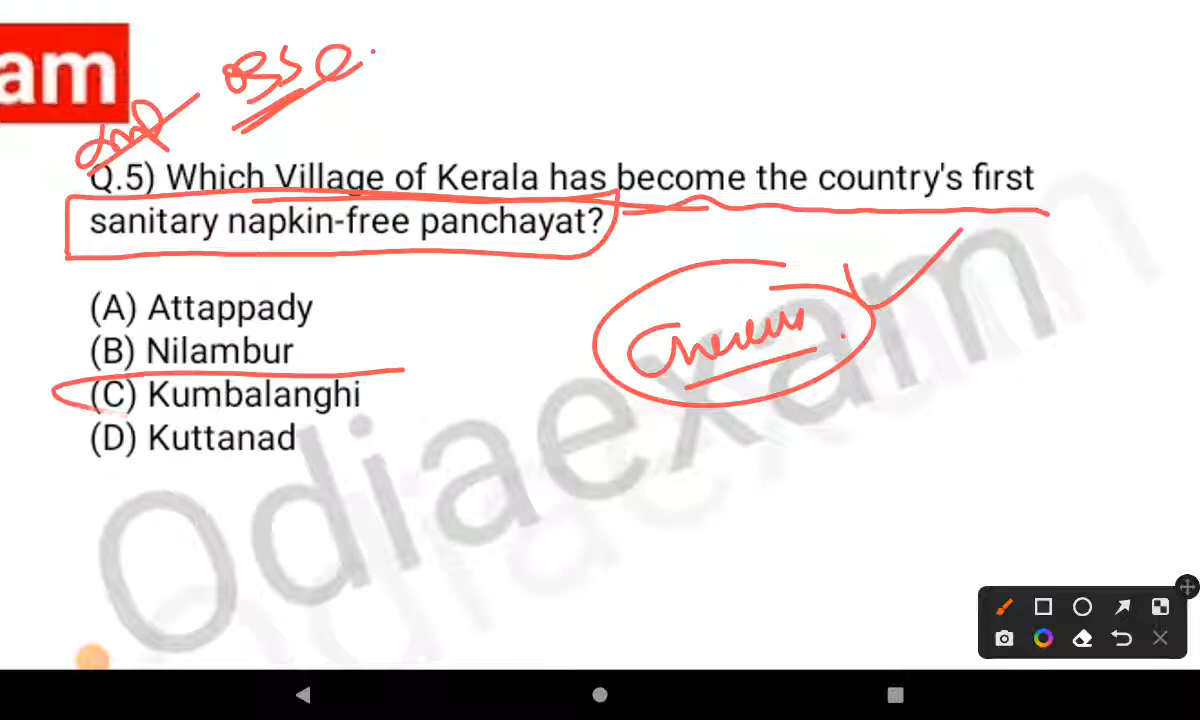 am
Q.5) Which Village of Kerala has become the country's first
sanitary napkin-free panchayat?
(A) Attappady
(B) Nilambur
(C) Kumbalanghi
(D) Kuttanad
Odiaexam